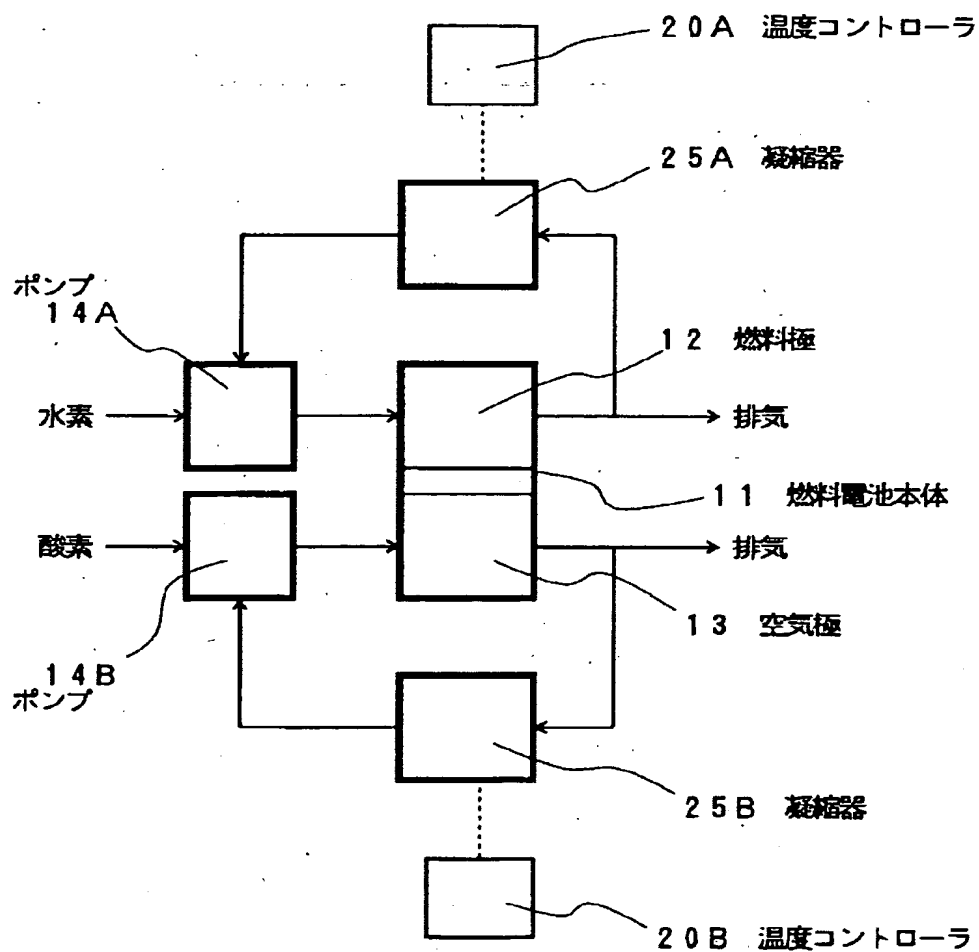 20A 温度コントローラ
25A 凝縮器
ポンプ
14A
12 燃料極
水素
排気
11 燃料電池本体
酸素
排気
13 空気極
14B
ポンプ
25B 凝縮器
20B 温度コントローラ